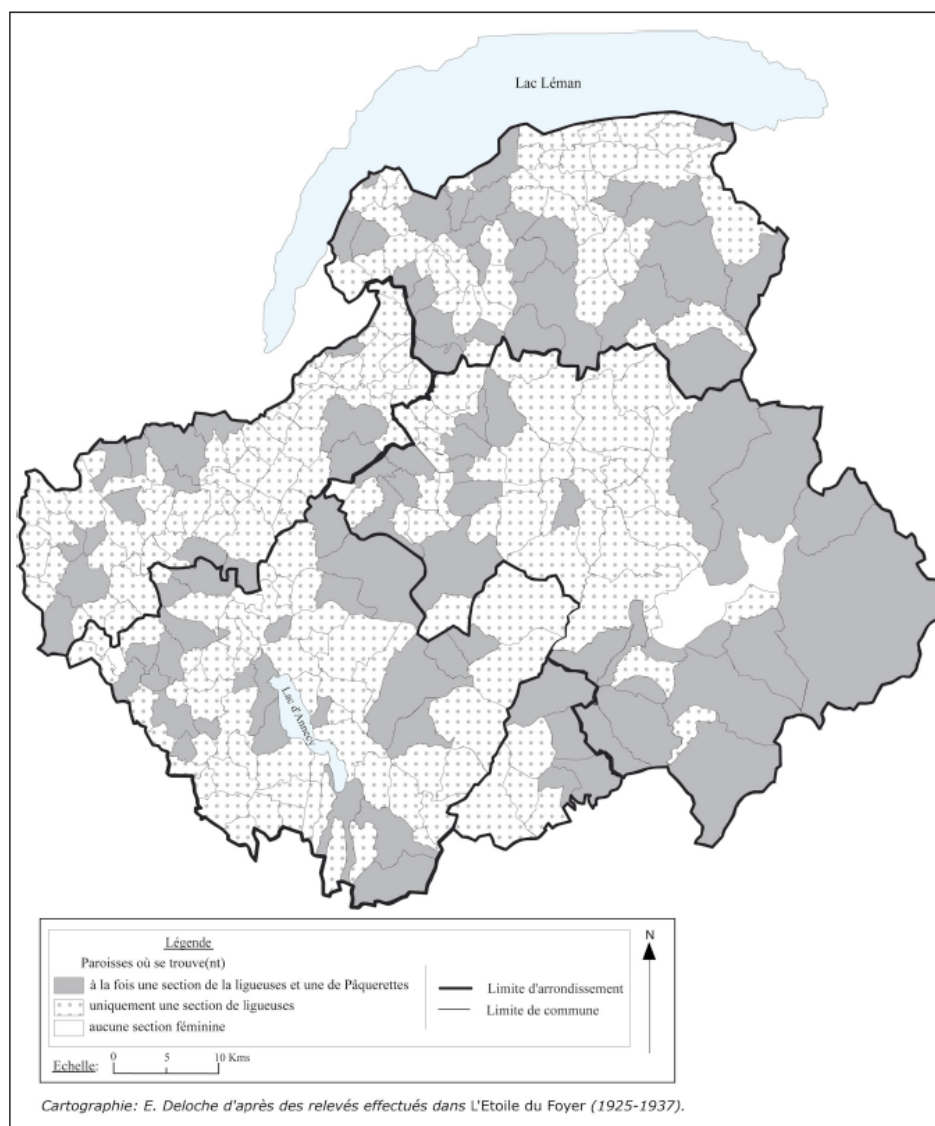 Lac Léman
Lac d'Annecy
Légende
Paroisses où se trouve(nt)
à la fois une section de la ligueuses et une de Pâquerettes
uniquement une section de ligueuses
aucune section féminine
Limite d'arrondissement
Limite de commune
N
Echelle:
0 5 10 Kms
Cartographie: E. Deloche d'après des relevés effectués dans L'Etoile du Foyer (1925-1937).